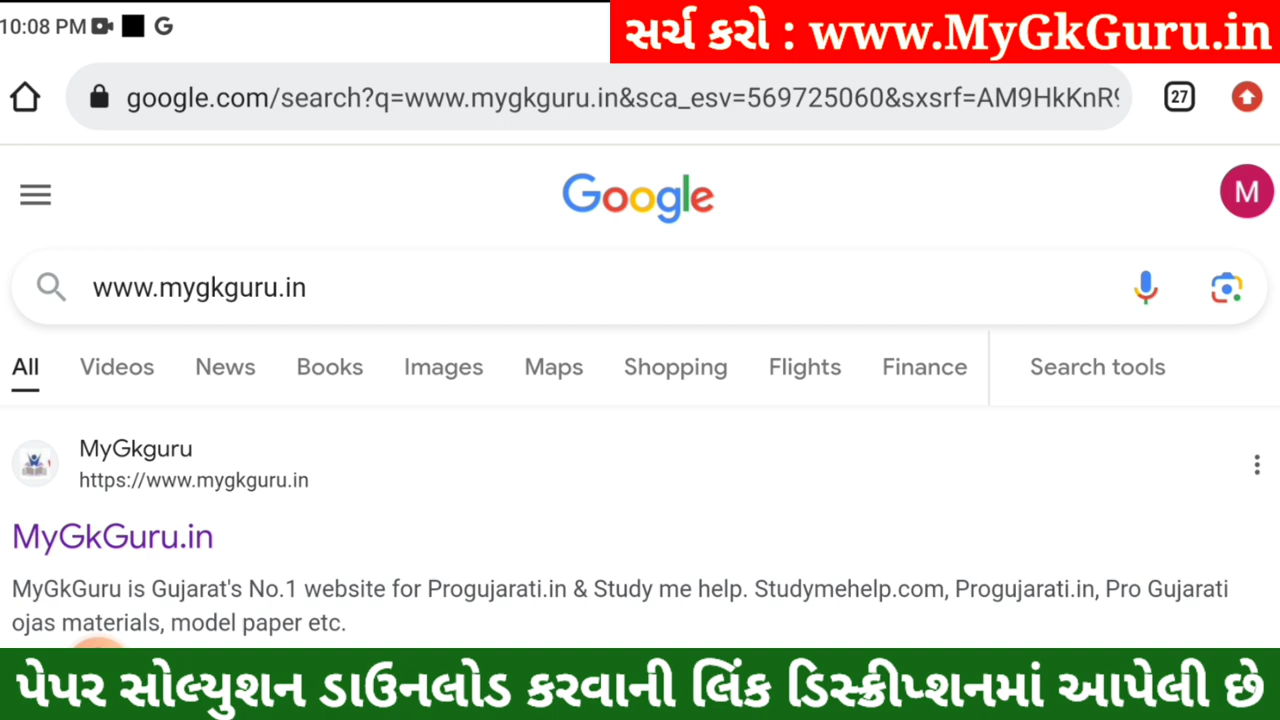 10:08 PM
સર્ચ કરો : www.MyGkGuru.in
google.com/search?q=www.mygkguru.in&sca_esv=569725060&sxsrf=AM9HkKnR9
27
Google
M
www.mygkguru.in
All Videos News Books Images Maps Shopping Flights Finance Search tools
MyGkguru
https://www.mygkguru.in
MyGkGuru.in
MyGkGuru is Gujarat's No.1 website for Progujarati.in & Study me help. Studymehelp.com, Progujarati.in, Pro Gujarati
ojas materials, model paper etc.
પેપર સોલ્યુશન ડાઉનલોડ કરવાની લિંક ડિસ્ક્રીપ્શનમાં આપેલી છે